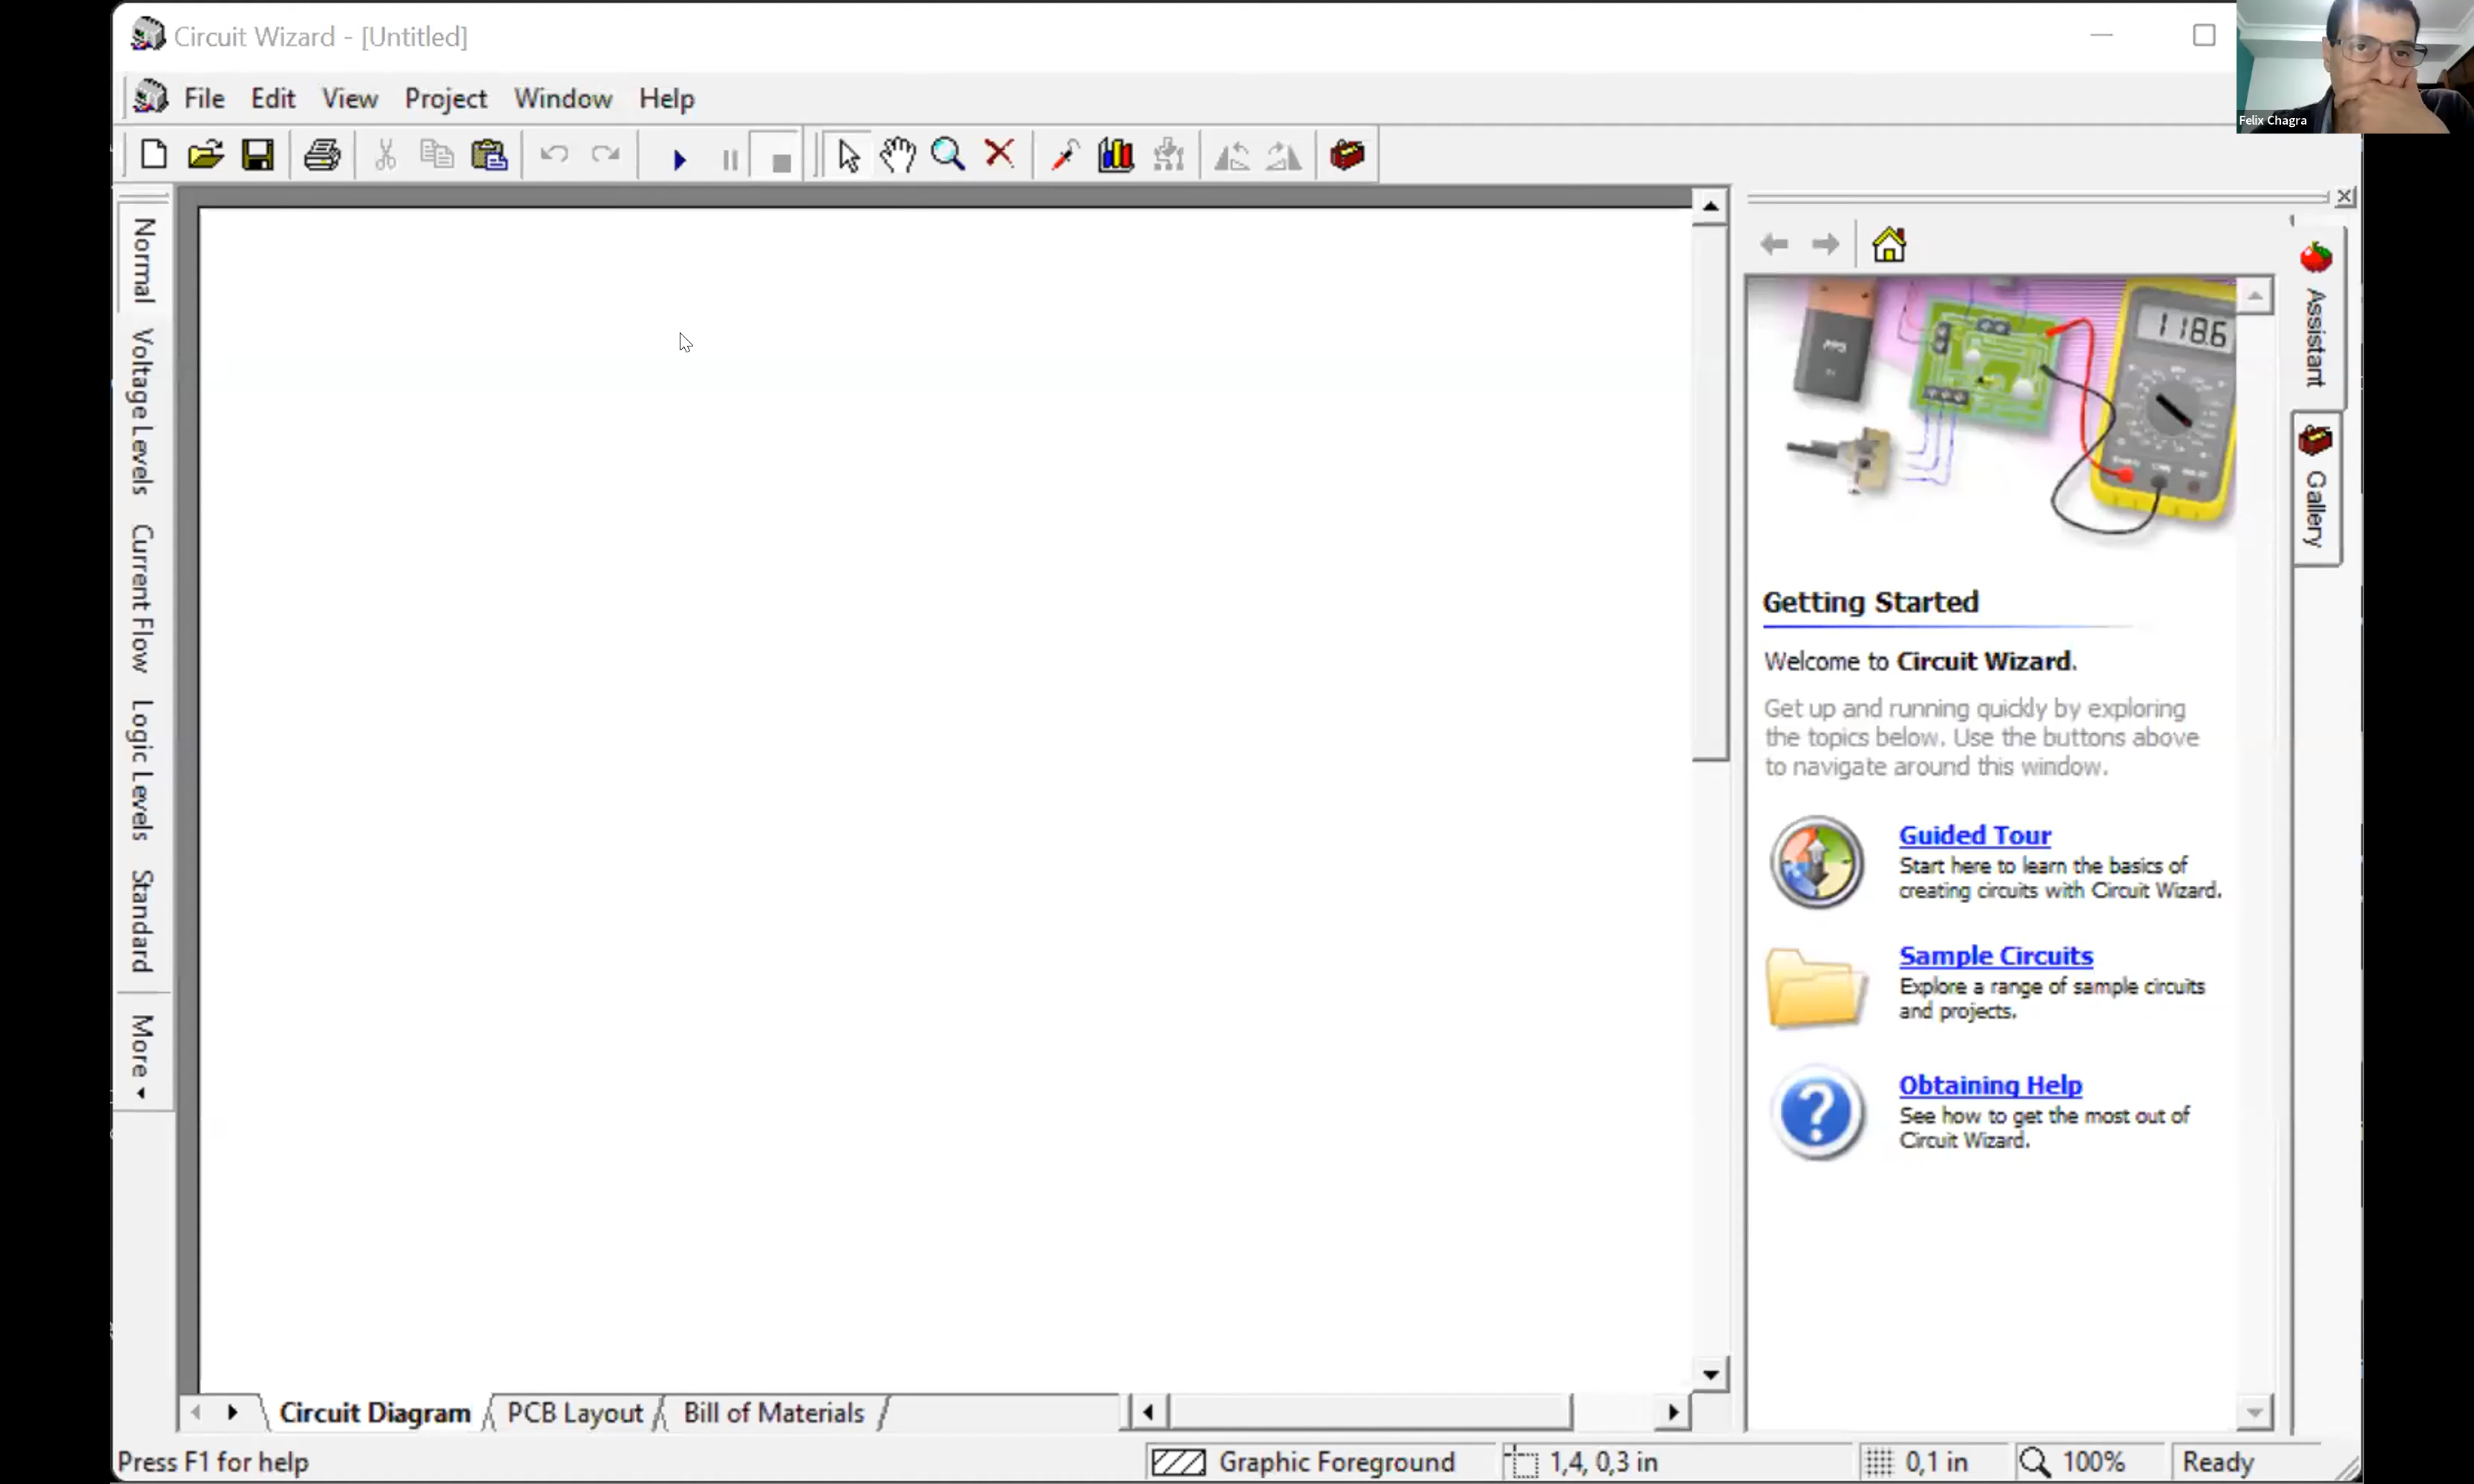 Circuit Wizard - [Untitled]
Felix Chagra
File Edit View Project Window Help
Normal
Voltage Levels
Current Flow
Logic Levels
Standard
More
118.6
Assistant
Gallery
Getting Started
Welcome to Circuit Wizard.
Get up and running quickly by exploring
the topics below. Use the buttons above
to navigate around this window.
Guided Tour
Start here to learn the basics of
creating circuits with Circuit Wizard.
Sample Circuits
Explore a range of sample circuits
and projects.
Obtaining Help
See how to get the most out of
Circuit Wizard.
Circuit Diagram PCB Layout Bill of Materials
Press F1 for help Graphic Foreground 1,4, 0,3 in 0,1 in 100% Ready